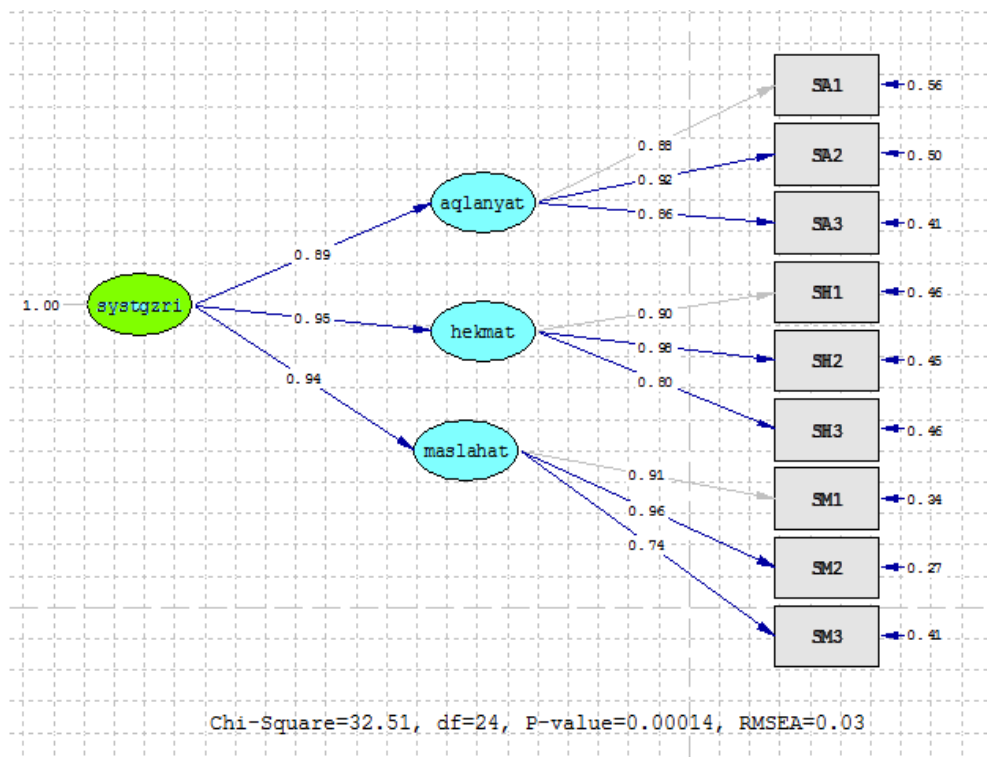 SA1
0.56
0.88
SA2
0.50
0.92
aqlanyat
0.86
SA3
0.41
0.89
SH1
0.46
1.00
systgzri
0.95
0.90
hekmat
0.98
SH2
0.45
0.94
0.80
SH3
0.46
maslahat
0.91
SM1
0.34
0.96
0.74
SM2
0.27
SM3
0.41
Chi-Square=32.51, df=24, P-value=0.00014, RMSEA=0.03